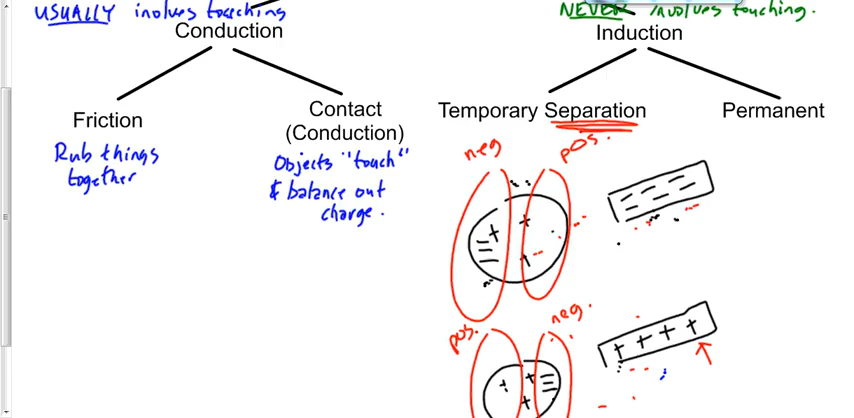 USUALLY inolves touching
NEVER involves touching.
Conduction
Induction
Friction
Contact
(Conduction)
Temporary Separation
Permanent
Rub things
together
Objects "touch"
& balance out
charge.
neg
pos.
pos.
neg.